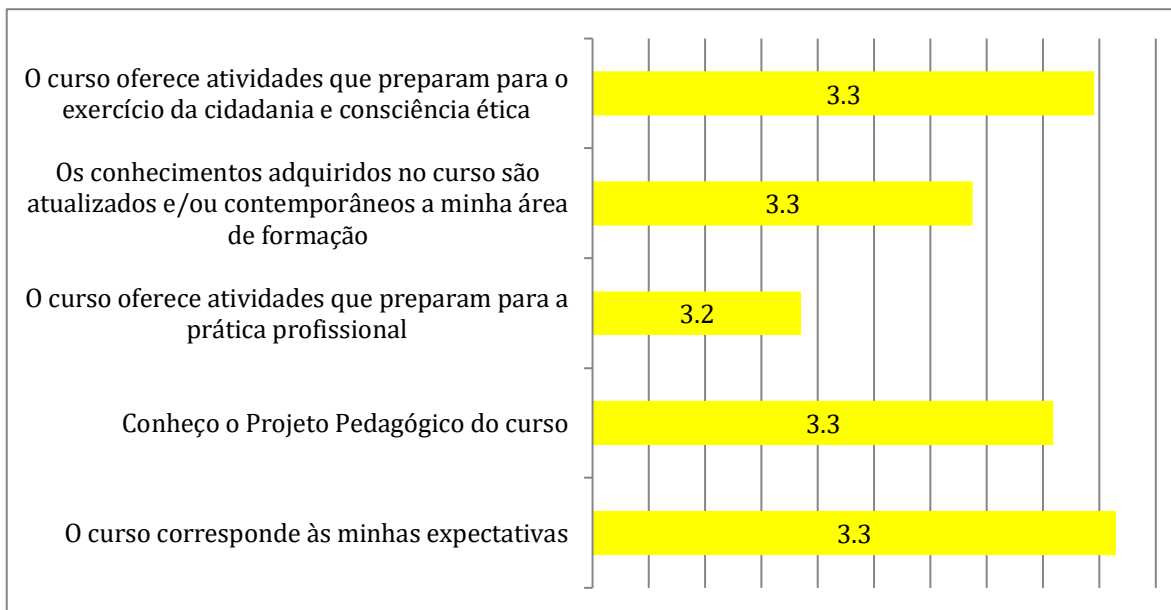 O curso oferece atividades que preparam para o
exercício da cidadania e consciência ética
3.3
Os conhecimentos adquiridos no curso são
atualizados e/ou contemporâneos a minha área
de formação
3.3
O curso oferece atividades que preparam para a
prática profissional
3.2
Conheço o Projeto Pedagógico do curso
3.3
O curso corresponde às minhas expectativas
3.3